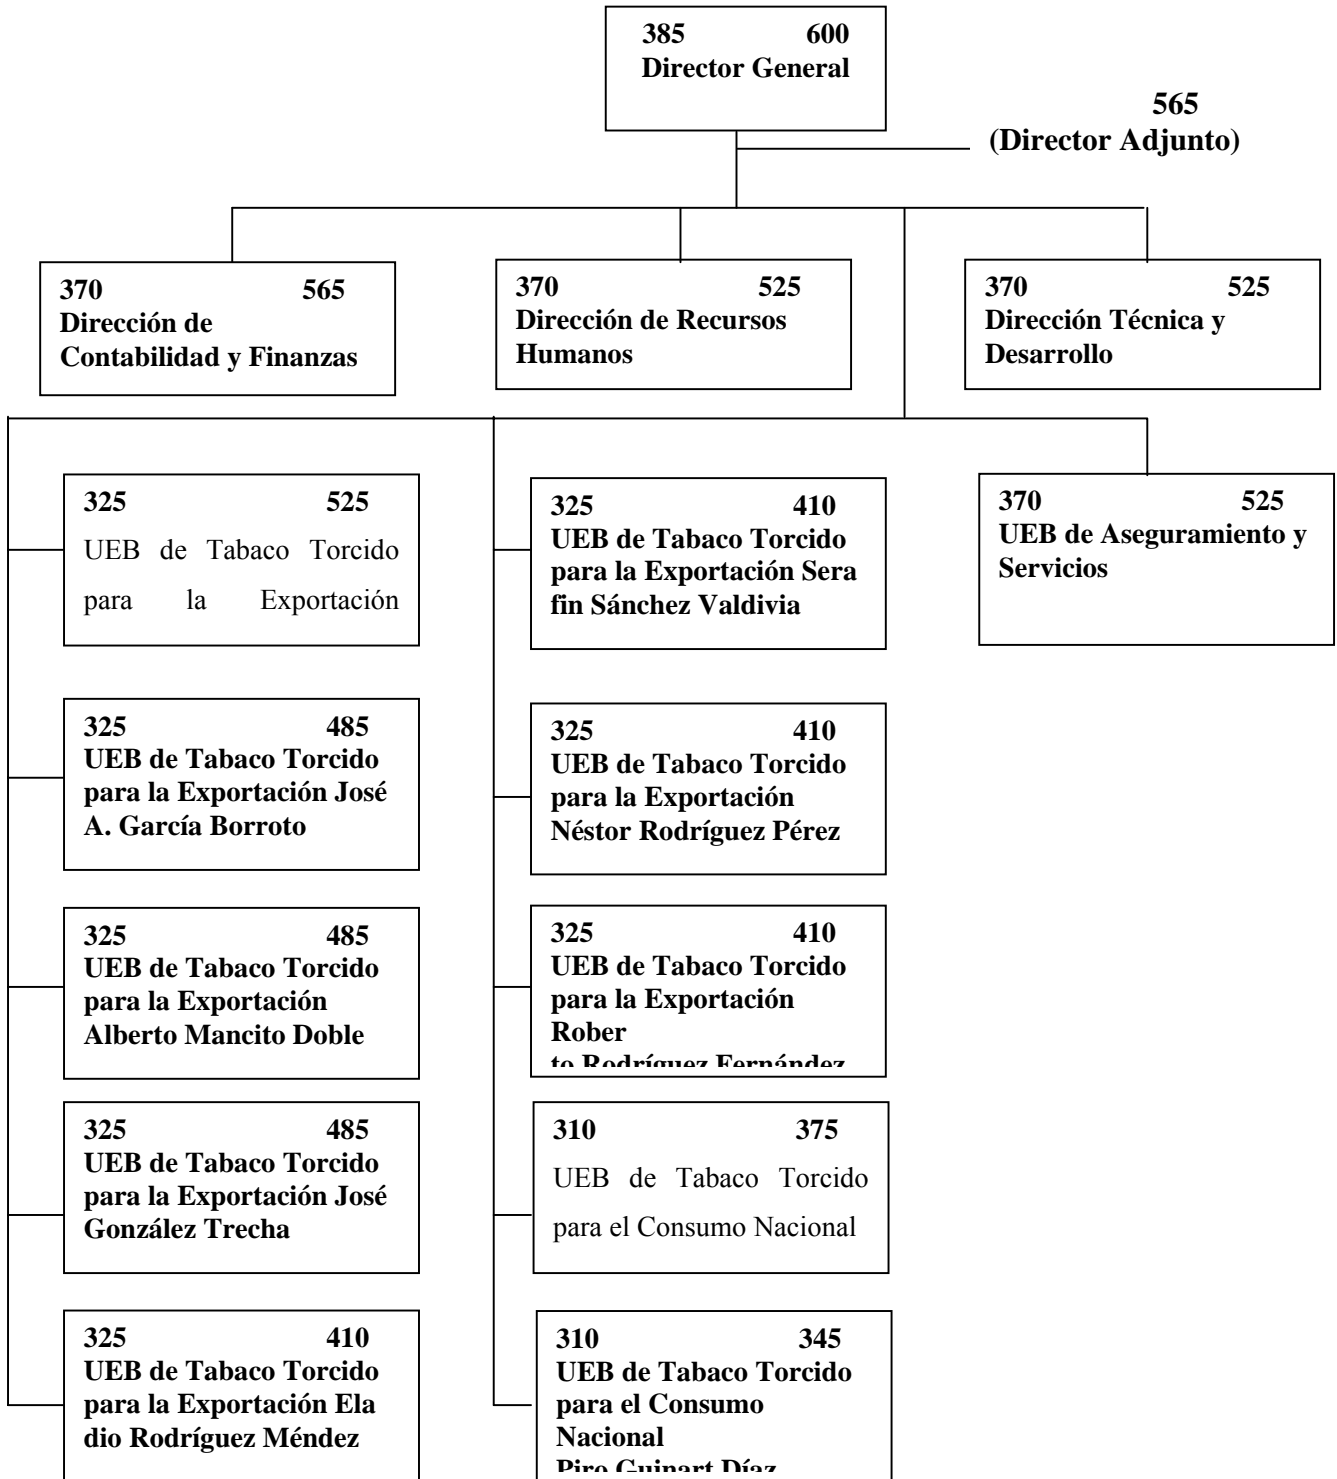 385 600
Director General
565
(Director Adjunto)
370 565
Dirección de
Contabilidad y Finanzas
370 525
Dirección de Recursos
Humanos
370 525
Dirección Técnica y
Desarrollo
325 525
UEB de Tabaco Torcido
para la Exportación
325 485
UEB de Tabaco Torcido
para la Exportación José
A. García Borroto
325 485
UEB de Tabaco Torcido
para la Exportación
Alberto Mancito Doble
325 485
UEB de Tabaco Torcido
para la Exportación José
González Trecha
325 410
UEB de Tabaco Torcido
para la Exportación Ela
dio Rodríguez Méndez
325 410
UEB de Tabaco Torcido
para la Exportación Sera
fin Sánchez Valdivia
325 410
UEB de Tabaco Torcido
para la Exportación
Néstor Rodríguez Pérez
325 410
UEB de Tabaco Torcido
para la Exportación
Rober
to Rodríguez Fernández
310 375
UEB de Tabaco Torcido
para el Consumo Nacional
310 345
UEB de Tabaco Torcido
para el Consumo
Nacional
Piro Guinart Díaz
370 525
UEB de Aseguramiento y
Servicios